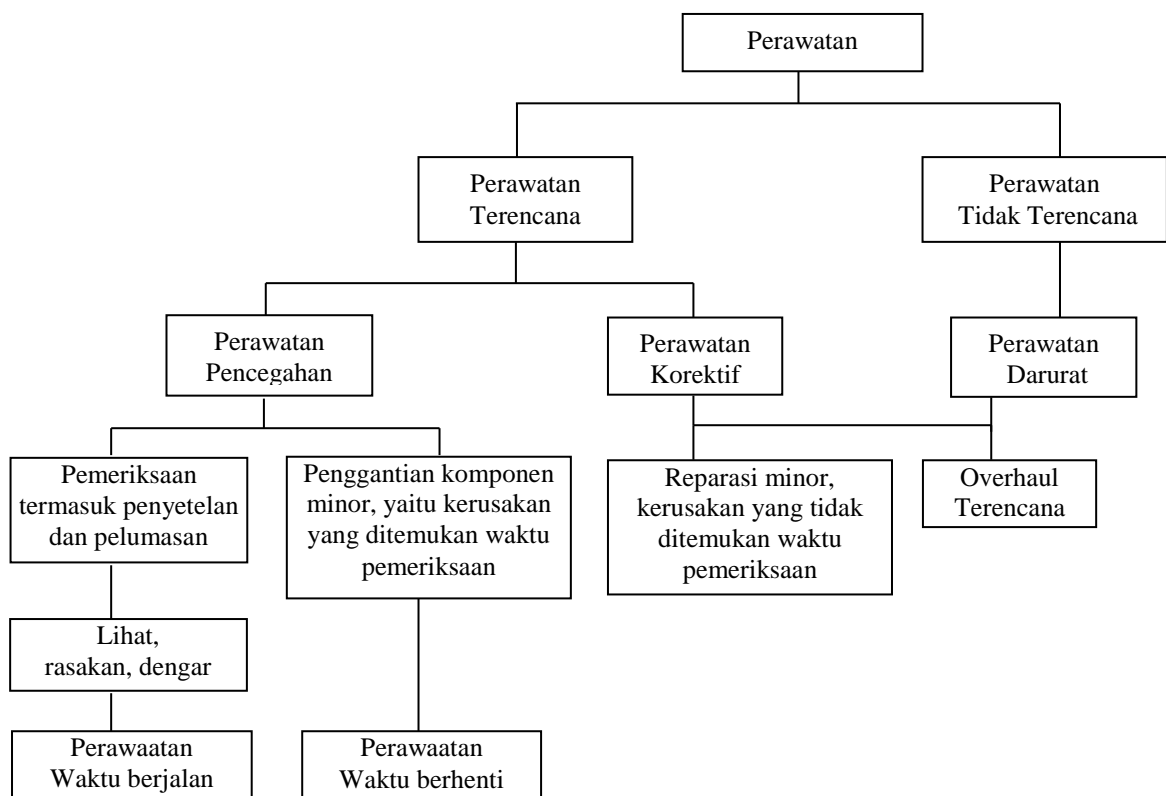 Perawatan
Perawatan
Terencana
Perawatan
Tidak Terencana
Perawatan
Pencegahan
Perawatan
Korektif
Perawatan
Darurat
Pemeriksaan
termasuk penyetelan
dan pelumasan
Penggantian komponen
minor, yaitu kerusakan
yang ditemukan waktu
pemeriksaan
Reparasi minor,
kerusakan yang tidak
ditemukan waktu
pemeriksaan
Overhaul
Terencana
Lihat,
rasakan, dengar
Perawaatan
Waktu berjalan
Perawaatan
Waktu berhenti